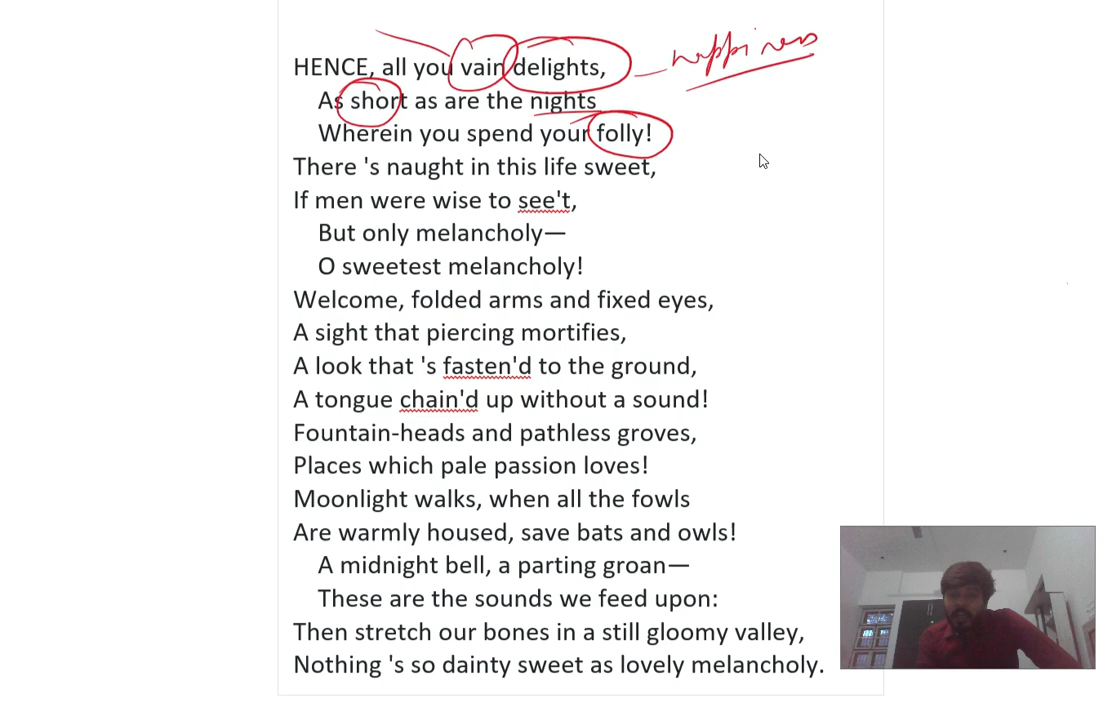 happiness
HENCE, all you vain delights,
As short as are the nights
Wherein you spend your folly!
There 's naught in this life sweet,
If men were wise to see't,
But only melancholy—
O sweetest melancholy!
Welcome, folded arms and fixed eyes,
A sight that piercing mortifies,
A look that 's fasten'd to the ground,
A tongue chain'd up without a sound!
Fountain-heads and pathless groves,
Places which pale passion loves!
Moonlight walks, when all the fowls
Are warmly housed, save bats and owls!
A midnight bell, a parting groan—
These are the sounds we feed upon:
Then stretch our bones in a still gloomy valley,
Nothing 's so dainty sweet as lovely melancholy.